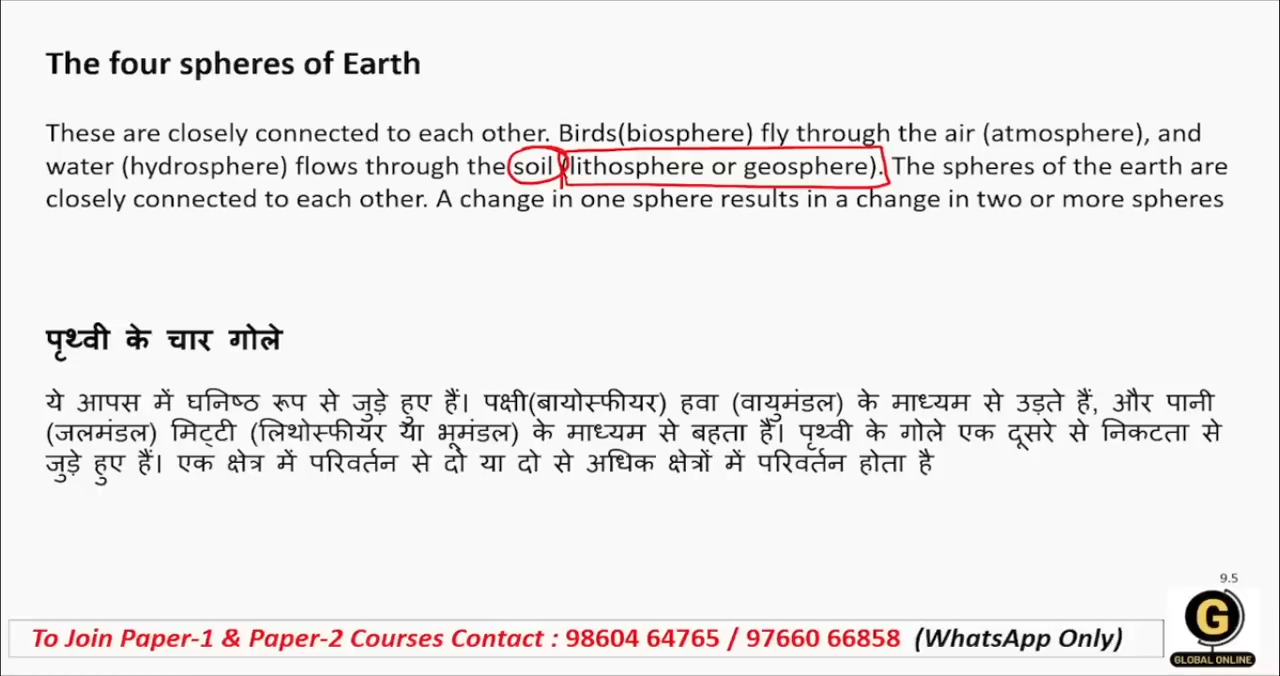 The four spheres of Earth
These are closely connected to each other. Birds(biosphere) fly through the air (atmosphere), and
water (hydrosphere) flows through the soil (lithosphere or geosphere). The spheres of the earth are
closely connected to each other. A change in one sphere results in a change in two or more spheres
पृथ्वी के चार गोले
ये आपस में घनिष्ठ रूप से जुड़े हुए हैं। पक्षी(बायोस्फीयर) हवा (वायुमंडल) के माध्यम से उड़ते हैं, और पानी
(जलमंडल) मिट्टी (लिथोस्फीयर या भूमंडल) के माध्यम से बहता है। पृथ्वी के गोले एक दूसरे से निकटता से
जुड़े हुए हैं। एक क्षेत्र में परिवर्तन से दो या दो से अधिक क्षेत्रों में परिवर्तन होता है
9.5
To Join Paper-1 & Paper-2 Courses Contact : 98604 64765 / 97660 66858 (WhatsApp Only)
G
GLOBAL ONLINE